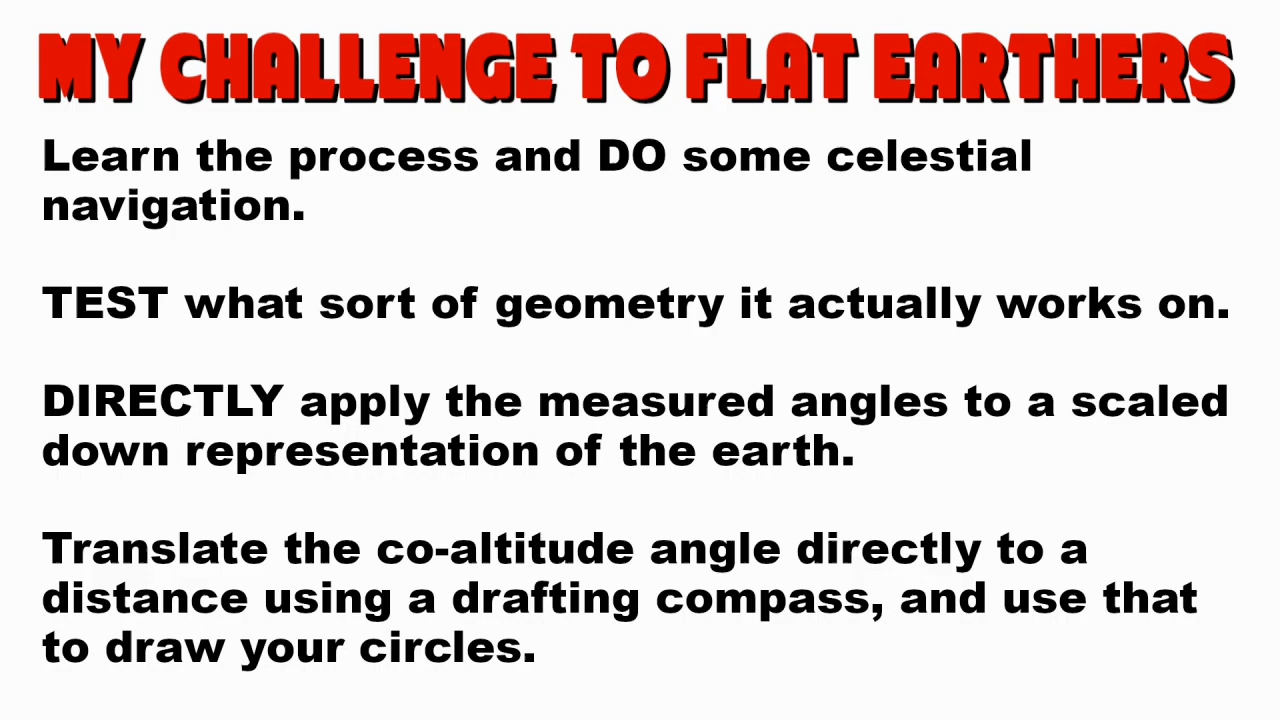 MY CHALLENGE TO FLAT EARTHERS
Learn the process and DO some celestial
navigation.
TEST what sort of geometry it actually works on.
DIRECTLY apply the measured angles to a scaled
down representation of the earth.
Translate the co-altitude angle directly to a
distance using a drafting compass, and use that
to draw your circles.